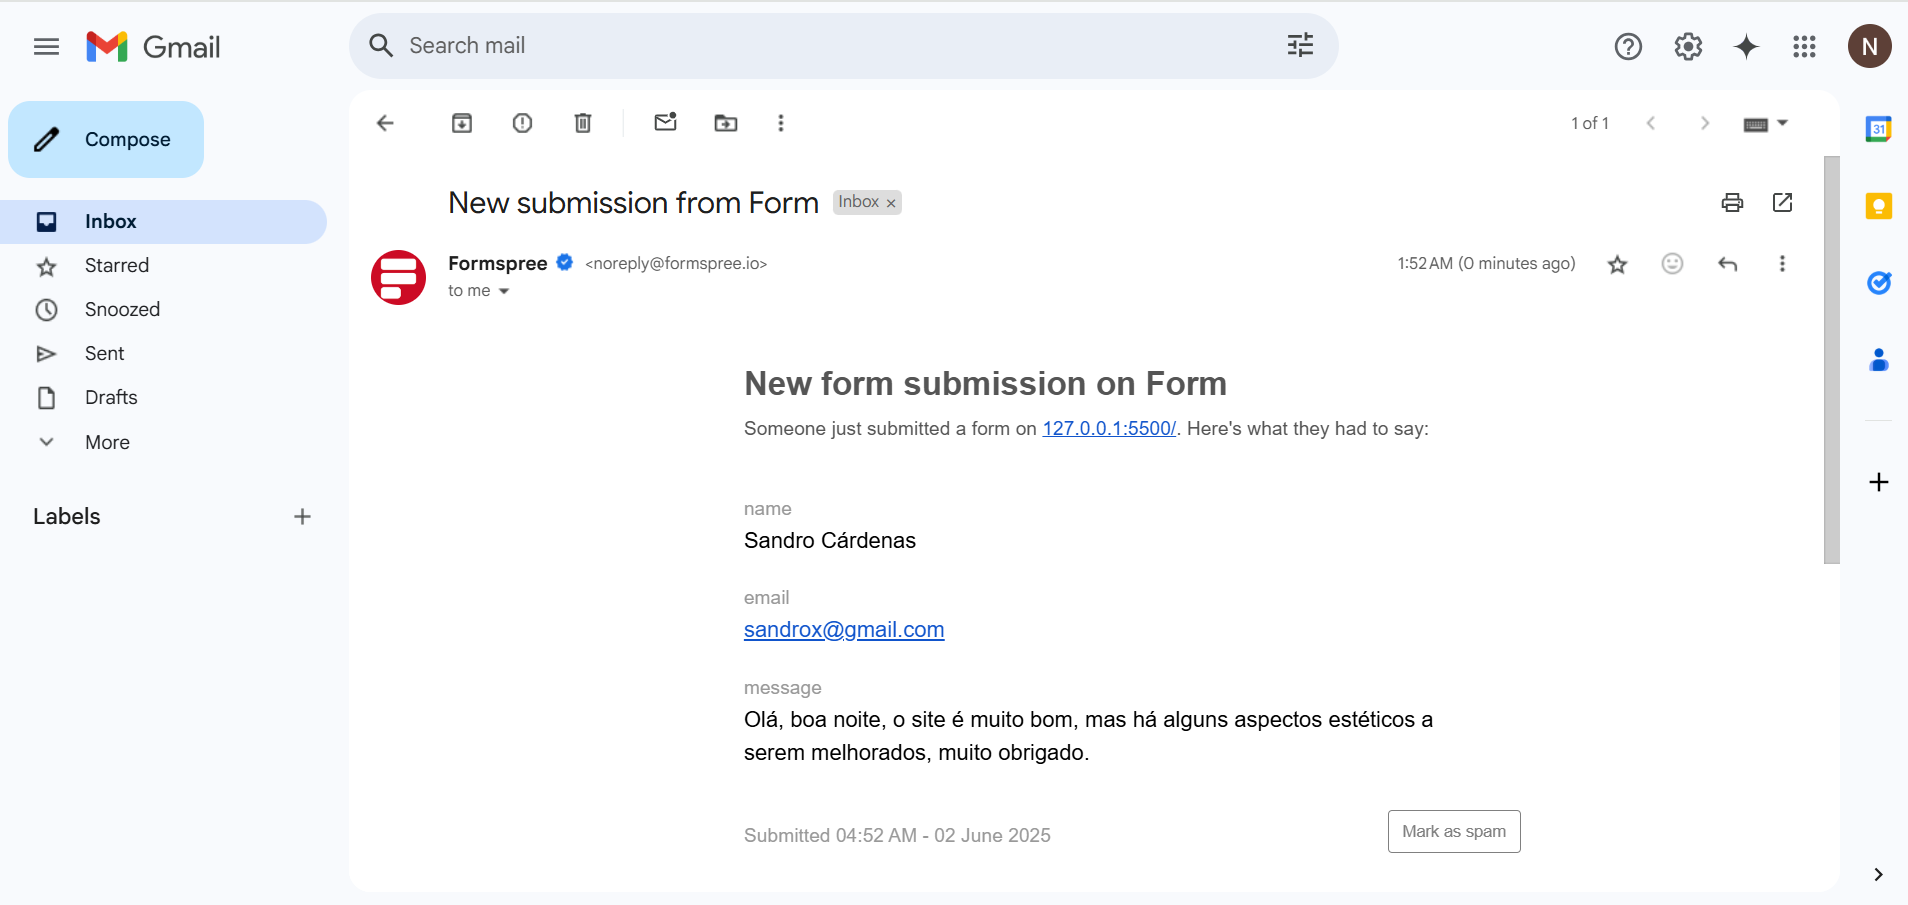 Gmail
Search mail
N
Compose
1 of 1
31
New submission from Form
Inbox ×
Inbox
Formspree <noreply@formspree.io>
1:52 AM (0 minutes ago)
Starred
to me
Snoozed
Sent
New form submission on Form
Drafts
Someone just submitted a form on 127.0.0.1:5500/. Here's what they had to say:
More
name
Labels
Sandro Cárdenas
email
sandrox@gmail.com
message
Olá, boa noite, o site é muito bom, mas há alguns aspectos estéticos a
serem melhorados, muito obrigado.
Submitted 04:52 AM - 02 June 2025
Mark as spam